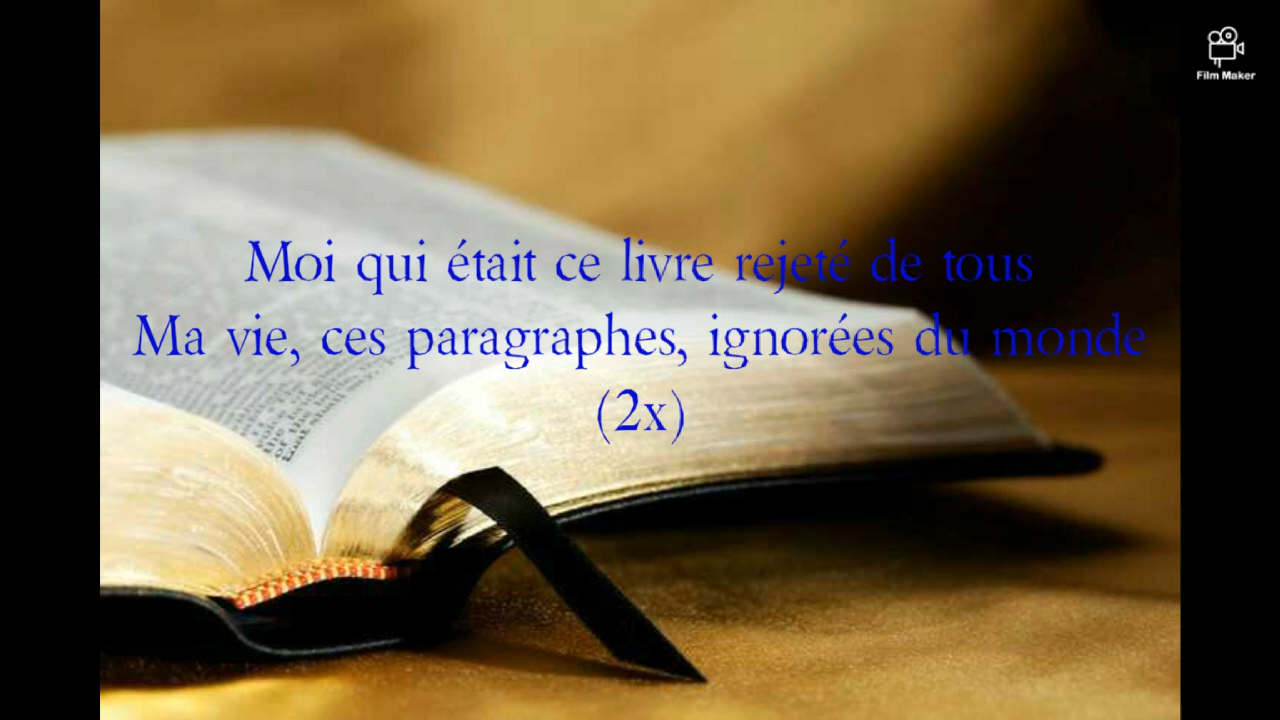 Film Maker
Moi qui était ce livre rejeté de tous
Ma vie, ces paragraphes, ignorées du monde
(2x)